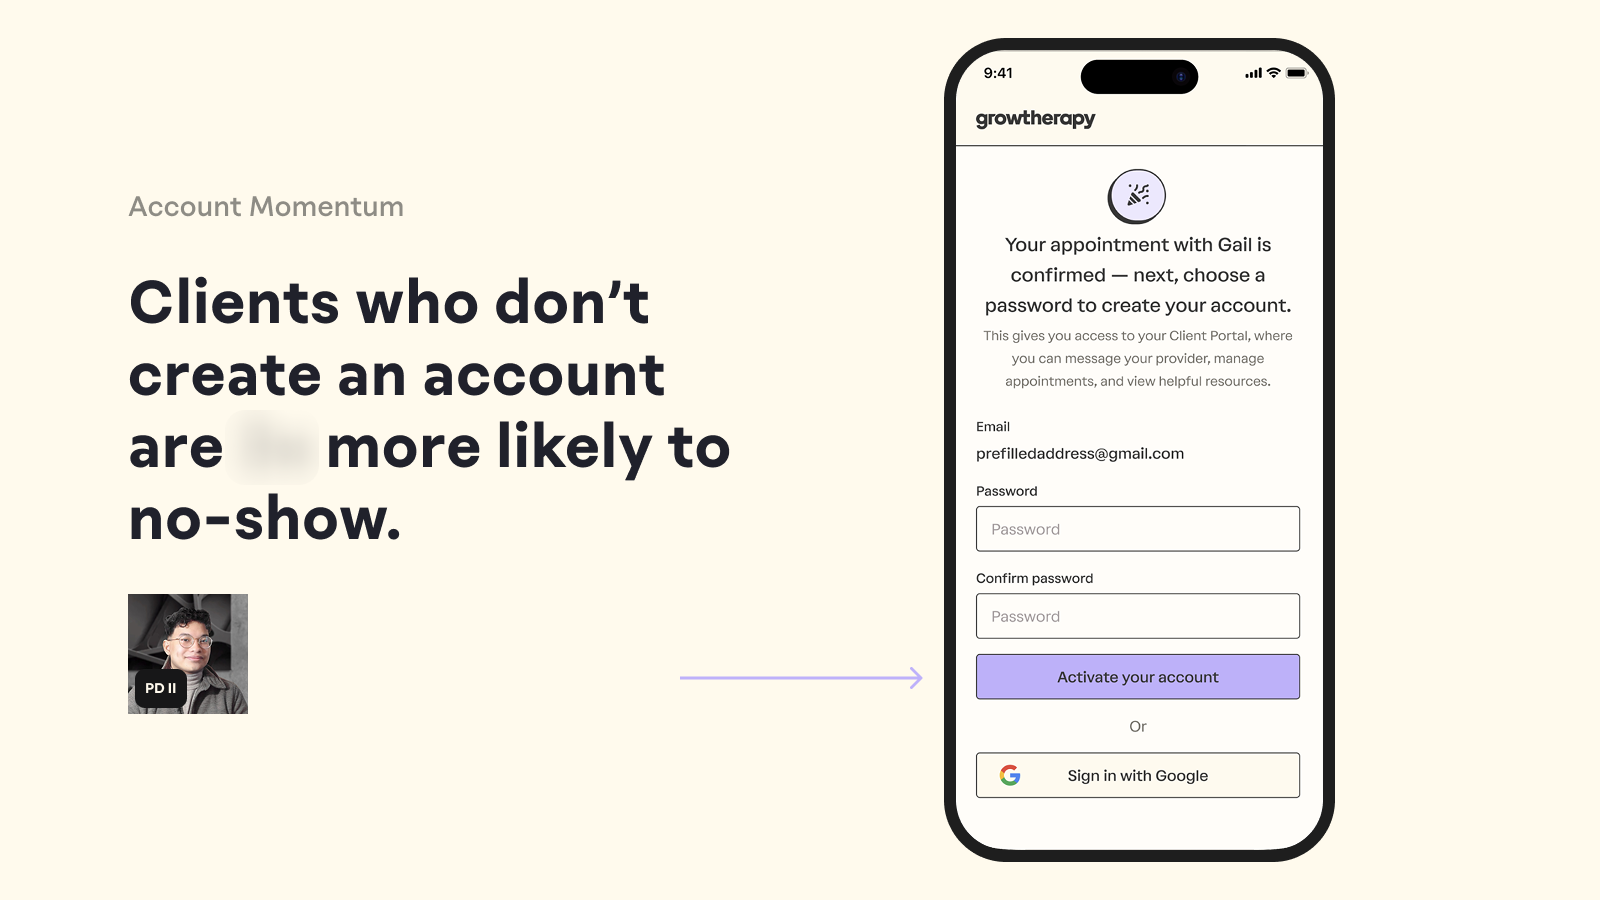 Account Momentum
Clients who don’t
create an account
are more likely to
no-show.
PD II
9:41
growtherapy
Your appointment with Gail is
confirmed — next, choose a
password to create your account.
This gives you access to your Client Portal, where
you can message your provider, manage
appointments, and view helpful resources.
Email
prefilledaddress@gmail.com
Password
Password
Confirm password
Password
Activate your account
Or
Sign in with Google